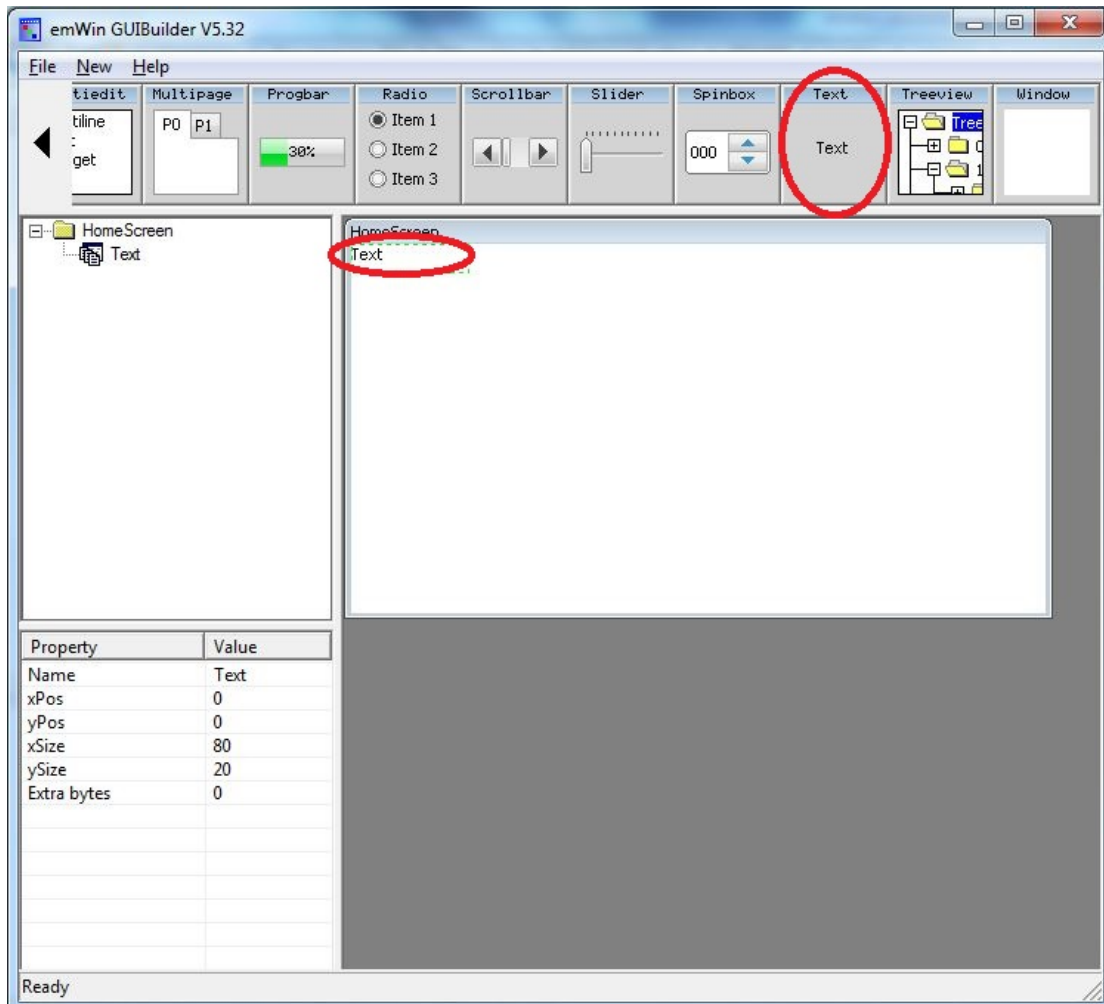 emWin GUIBuilder V5.32
File New Help
tiedit Multipage Progbar Radio Scrollbar Slider Spinbox Text Treeview Window
tiline
get
P0 P1
30%
Item 1
Item 2
Item 3
000
Text
Tree
HomeScreen
Text
HomeScreen
Text
Property Value
Name Text
xPos 0
yPos 0
xSize 80
ySize 20
Extra bytes 0
Ready